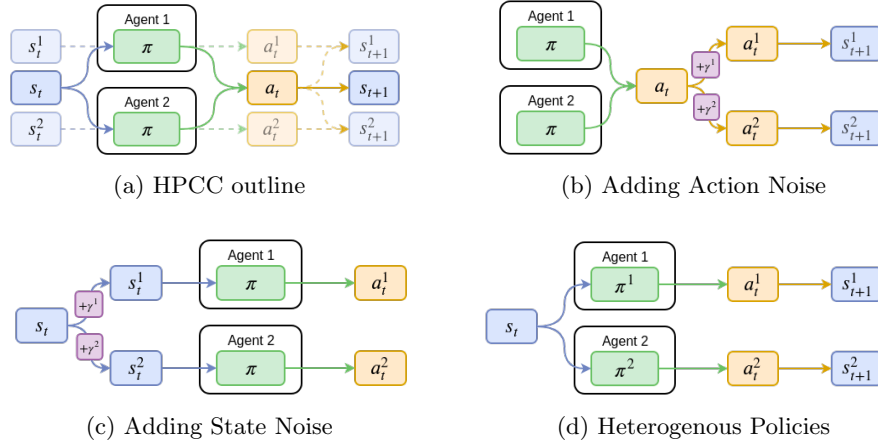 Agent 1
s_t^1 π a_t^1 s_{t+1}^1
s_t a_t s_{t+1}
Agent 2
s_t^2 π a_t^2 s_{t+1}^2
(a) HPCC outline
Agent 1
π a_t^1 s_{t+1}^1
+γ^1
a_t
Agent 2
+γ^2
π a_t^2 s_{t+1}^2
(b) Adding Action Noise
Agent 1
s_t^1 π a_t^1
+γ^1
s_t
+γ^2
Agent 2
s_t^2 π a_t^2
(c) Adding State Noise
Agent 1
π^1 a_t^1 s_{t+1}^1
s_t
Agent 2
π^2 a_t^2 s_{t+1}^2
(d) Heterogenous Policies